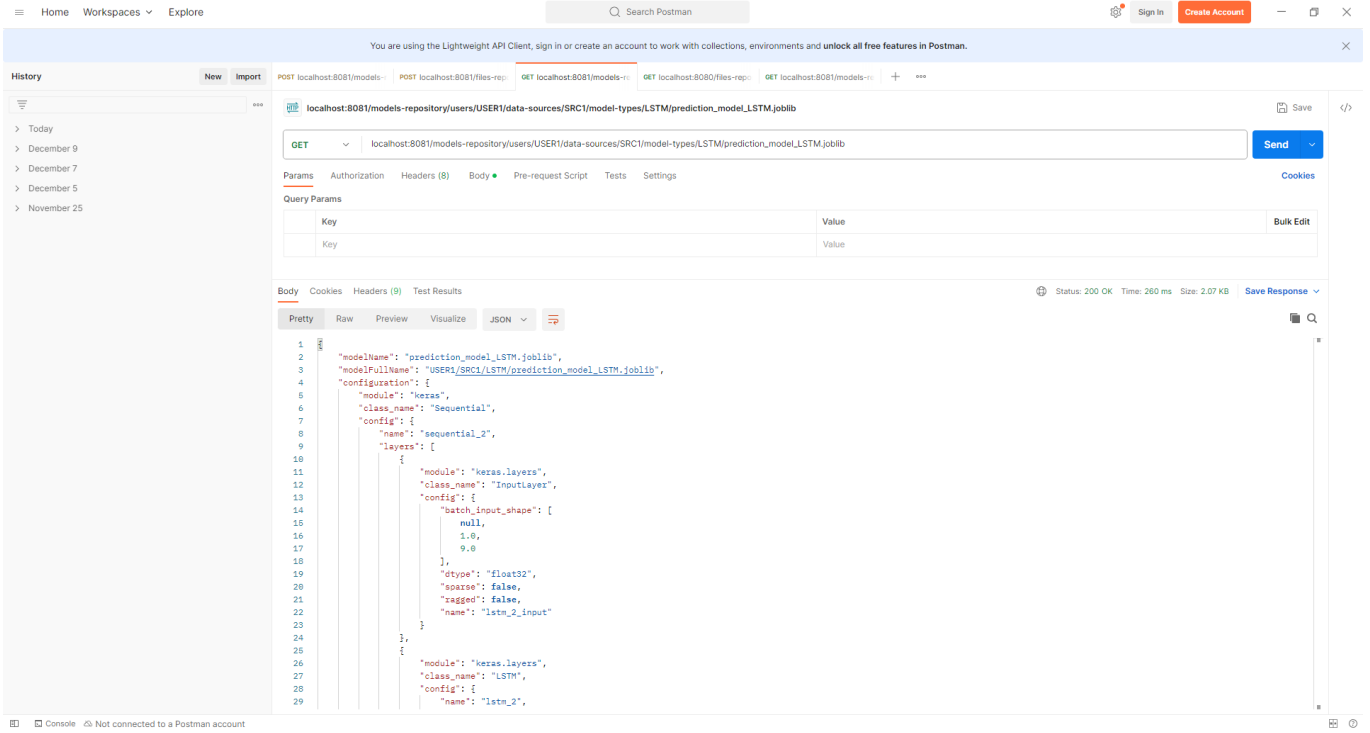 Home Workspaces Explore Search Postman Sign In Create Account
You are using the Lightweight API Client, sign in or create an account to work with collections, environments and unlock all free features in Postman.
History New Import POST localhost:8081/models- POST localhost:8081/files-rep GET localhost:8081/models-re GET localhost:8080/files-repo GET localhost:8081/models-re
localhost:8081/models-repository/users/USER1/data-sources/SRC1/model-types/LSTM/prediction_model_LSTM.joblib Save
Today
December 9
December 7
December 5
November 25
GET localhost:8081/models-repository/users/USER1/data-sources/SRC1/model-types/LSTM/prediction_model_LSTM.joblib Send
Params Authorization Headers (8) Body Pre-request Script Tests Settings Cookies
Query Params
Key Value Bulk Edit
Key Value
Body Cookies Headers (9) Test Results Status: 200 OK Time: 260 ms Size: 2.07 KB Save Response
Pretty Raw Preview Visualize JSON
1 {
2 "modelName": "prediction_model_LSTM.joblib",
3 "modelFullName": "USER1/SRC1/LSTM/prediction_model_LSTM.joblib",
4 "configuration": {
5 "module": "keras",
6 "class_name": "Sequential",
7 "config": {
8 "name": "sequential_2",
9 "layers": [
10 {
11 "module": "keras.layers",
12 "class_name": "InputLayer",
13 "config": {
14 "batch_input_shape": [
15 null,
16 1.0,
17 9.0
18 ],
19 "dtype": "float32",
20 "sparse": false,
21 "ragged": false,
22 "name": "lstm_2_input"
23 }
24 },
25 {
26 "module": "keras.layers",
27 "class_name": "LSTM",
28 "config": {
29 "name": "lstm_2",
Console Not connected to a Postman account